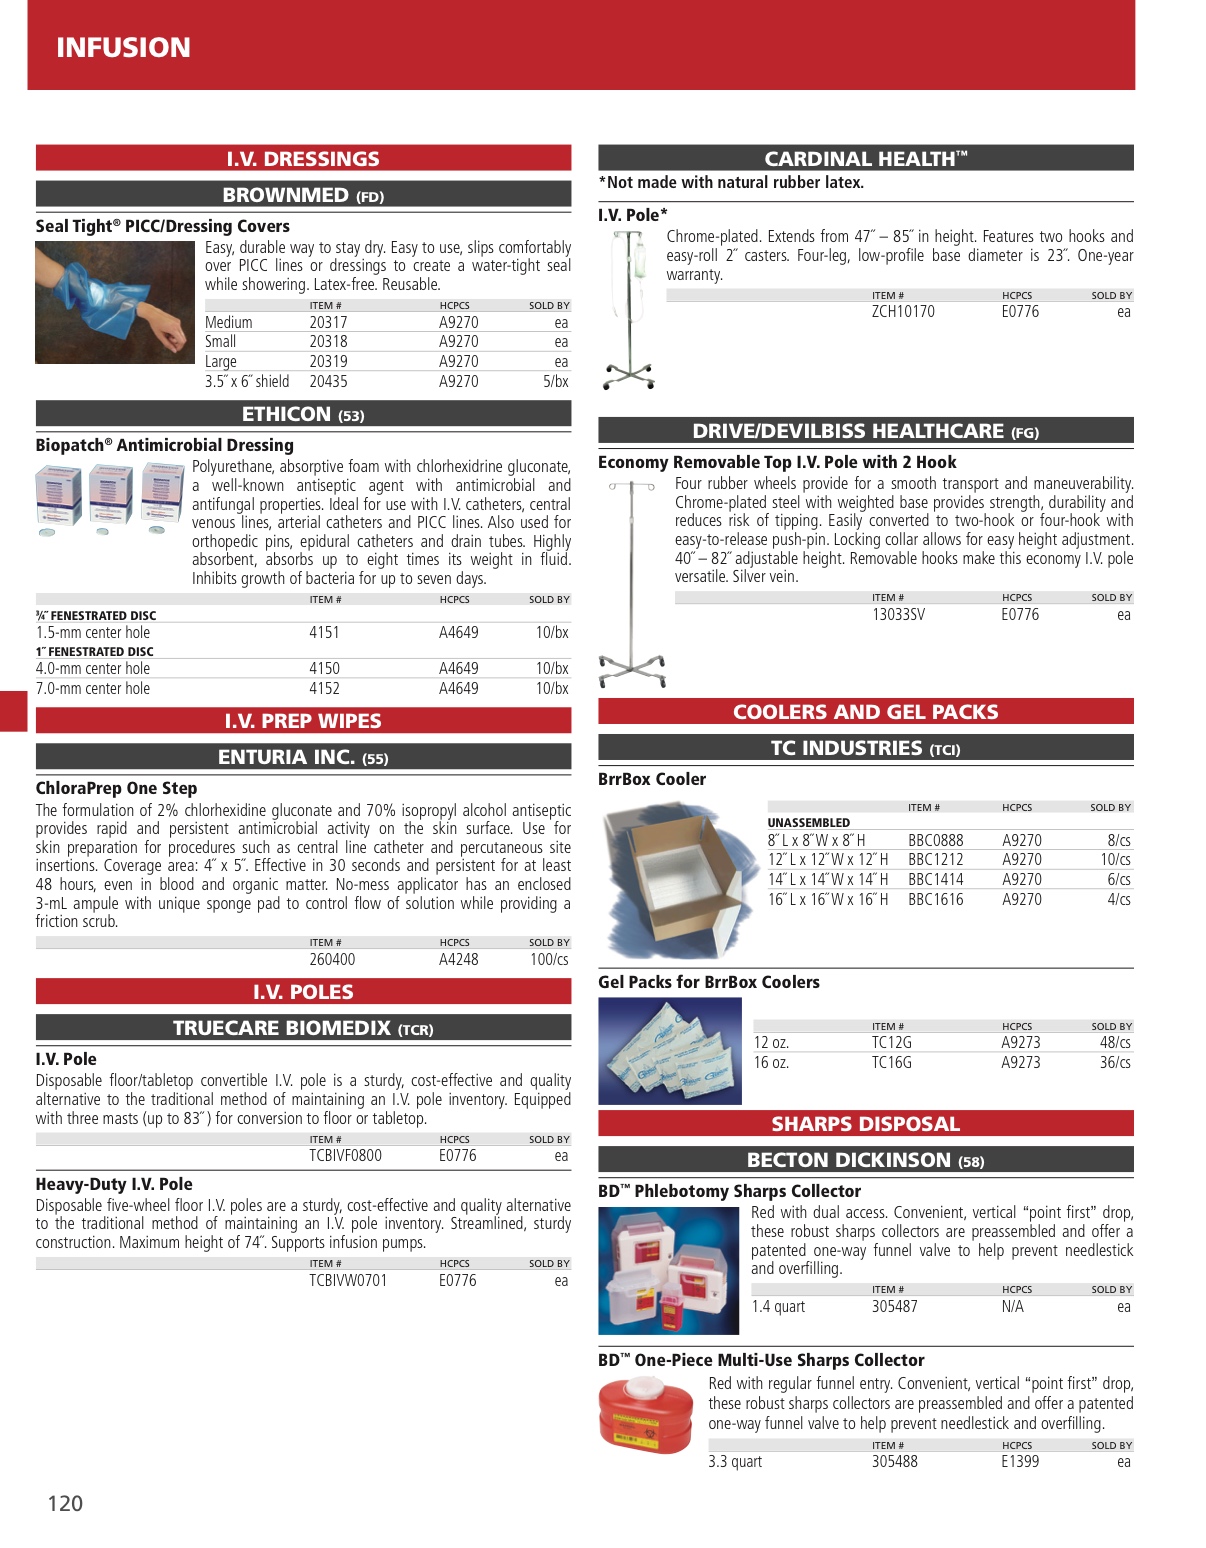 INFUSION
I.V. DRESSINGS
BROWNMED (FD)
Seal Tight® PICC/Dressing Covers
Easy, durable way to stay dry. Easy to use, slips comfortably
over PICC lines or dressings to create a water-tight seal
while showering. Latex-free. Reusable.
ITEM # HCPCS SOLD BY
Medium 20317 A9270 ea
Small 20318 A9270 ea
Large 20319 A9270 ea
3.5˝ x 6˝ shield 20435 A9270 5/bx
ETHICON (53)
Biopatch® Antimicrobial Dressing
Polyurethane, absorptive foam with chlorhexidrine gluconate,
a well-known antiseptic agent with antimicrobial and
antifungal properties. Ideal for use with I.V. catheters, central
venous lines, arterial catheters and PICC lines. Also used for
orthopedic pins, epidural catheters and drain tubes. Highly
absorbent, absorbs up to eight times its weight in fluid.
Inhibits growth of bacteria for up to seven days.
ITEM # HCPCS SOLD BY
¾˝ FENESTRATED DISC
1.5-mm center hole 4151 A4649 10/bx
1˝ FENESTRATED DISC
4.0-mm center hole 4150 A4649 10/bx
7.0-mm center hole 4152 A4649 10/bx
I.V. PREP WIPES
ENTURIA INC. (55)
ChloraPrep One Step
The formulation of 2% chlorhexidine gluconate and 70% isopropyl alcohol antiseptic
provides rapid and persistent antimicrobial activity on the skin surface. Use for
skin preparation for procedures such as central line catheter and percutaneous site
insertions. Coverage area: 4˝ x 5˝. Effective in 30 seconds and persistent for at least
48 hours, even in blood and organic matter. No-mess applicator has an enclosed
3-mL ampule with unique sponge pad to control flow of solution while providing a
friction scrub.
ITEM # HCPCS SOLD BY
260400 A4248 100/cs
I.V. POLES
TRUECARE BIOMEDIX (TCR)
I.V. Pole
Disposable floor/tabletop convertible I.V. pole is a sturdy, cost-effective and quality
alternative to the traditional method of maintaining an I.V. pole inventory. Equipped
with three masts (up to 83˝ ) for conversion to floor or tabletop.
ITEM # HCPCS SOLD BY
TCBIVF0800 E0776 ea
Heavy-Duty I.V. Pole
Disposable five-wheel floor I.V. poles are a sturdy, cost-effective and quality alternative
to the traditional method of maintaining an I.V. pole inventory. Streamlined, sturdy
construction. Maximum height of 74˝. Supports infusion pumps.
ITEM # HCPCS SOLD BY
TCBIVW0701 E0776 ea
CARDINAL HEALTH™
*Not made with natural rubber latex.
I.V. Pole*
Chrome-plated. Extends from 47˝ – 85˝ in height. Features two hooks and
easy-roll 2˝ casters. Four-leg, low-profile base diameter is 23˝. One-year
warranty.
ITEM # HCPCS SOLD BY
ZCH10170 E0776 ea
DRIVE/DEVILBISS HEALTHCARE (FG)
Economy Removable Top I.V. Pole with 2 Hook
Four rubber wheels provide for a smooth transport and maneuverability.
Chrome-plated steel with weighted base provides strength, durability and
reduces risk of tipping. Easily converted to two-hook or four-hook with
easy-to-release push-pin. Locking collar allows for easy height adjustment.
40˝ – 82˝ adjustable height. Removable hooks make this economy I.V. pole
versatile. Silver vein.
ITEM # HCPCS SOLD BY
13033SV E0776 ea
COOLERS AND GEL PACKS
TC INDUSTRIES (TCI)
BrrBox Cooler
ITEM # HCPCS SOLD BY
UNASSEMBLED
8˝ L x 8˝ W x 8˝ H BBC0888 A9270 8/cs
12˝ L x 12˝ W x 12˝ H BBC1212 A9270 10/cs
14˝ L x 14˝ W x 14˝ H BBC1414 A9270 6/cs
16˝ L x 16˝ W x 16˝ H BBC1616 A9270 4/cs
Gel Packs for BrrBox Coolers
ITEM # HCPCS SOLD BY
12 oz. TC12G A9273 48/cs
16 oz. TC16G A9273 36/cs
SHARPS DISPOSAL
BECTON DICKINSON (58)
BD™ Phlebotomy Sharps Collector
Red with dual access. Convenient, vertical “point first” drop,
these robust sharps collectors are preassembled and offer a
patented one-way funnel valve to help prevent needlestick
and overfilling.
ITEM # HCPCS SOLD BY
1.4 quart 305487 N/A ea
BD™ One-Piece Multi-Use Sharps Collector
Red with regular funnel entry. Convenient, vertical “point first” drop,
these robust sharps collectors are preassembled and offer a patented
one-way funnel valve to help prevent needlestick and overfilling.
ITEM # HCPCS SOLD BY
3.3 quart 305488 E1399 ea
120